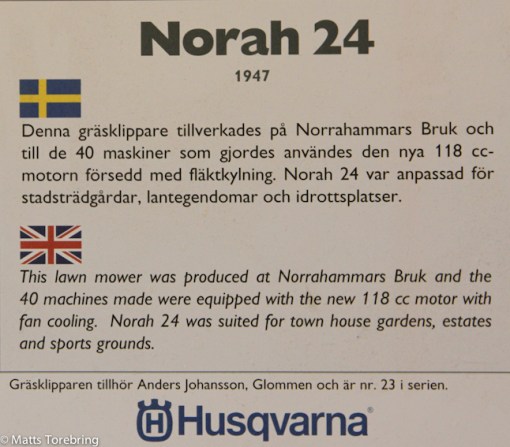 Norah 24
1947
Denna gräsklippare tillverkades på Norrahammars Bruk och
till de 40 maskiner som gjordes användes den nya 118 cc-
motorn försedd med fläktkylning. Norah 24 var anpassad för
stadsträdgårdar, lantegendomar och idrottsplatser.
This lawn mower was produced at Norrahammars Bruk and the
40 machines made were equipped with the new 118 cc motor with
fan cooling. Norah 24 was suited for town house gardens, estates
and sports grounds.
Gräsklipparen tillhör Anders Johansson, Glommen och är nr. 23 i serien.
Husqvarna®
© Matts Torebring